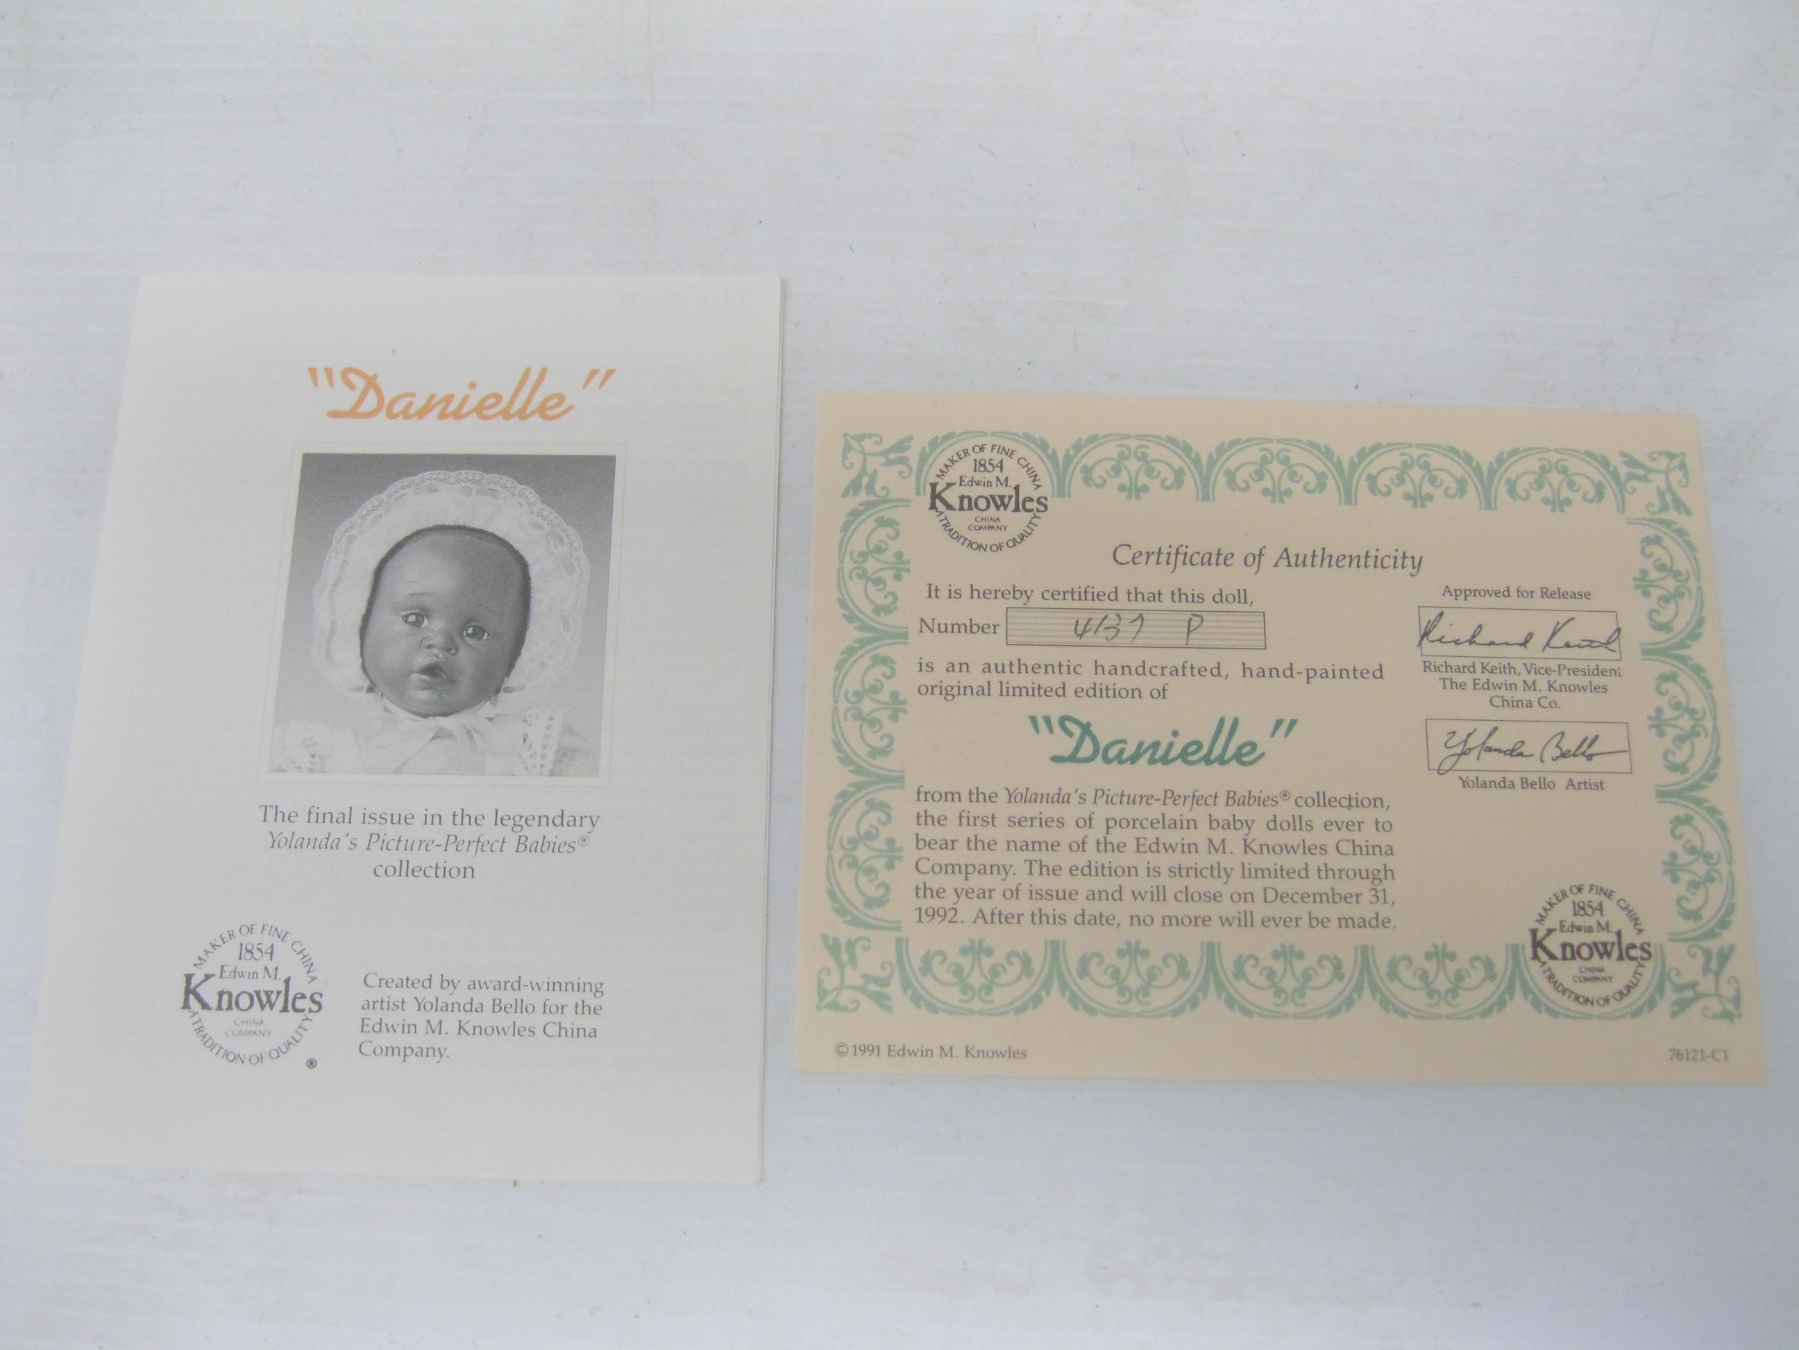 "Danielle"
The final issue in the legendary
Yolanda's Picture-Perfect Babies®
collection
MAKER OF FINE CHINA
1854
Edwin M.
Knowles
CHINA
COMPANY
A TRADITION OF QUALITY
®
Created by award-winning
artist Yolanda Bello for the
Edwin M. Knowles China
Company.
MAKER OF FINE CHINA
1854
Edwin M.
Knowles
CHINA
COMPANY
A TRADITION OF QUALITY
Certificate of Authenticity
It is hereby certified that this doll,
Number 4137 P
is an authentic handcrafted, hand-painted
original limited edition of
"Danielle"
from the Yolanda's Picture-Perfect Babies® collection,
the first series of porcelain baby dolls ever to
bear the name of the Edwin M. Knowles China
Company. The edition is strictly limited through
the year of issue and will close on December 31,
1992. After this date, no more will ever be made.
Approved for Release
Richard Keith
Richard Keith, Vice-President
The Edwin M. Knowles
China Co.
Yolanda Bello
Yolanda Bello Artist
MAKER OF FINE CHINA
1854
Edwin M.
Knowles
CHINA
COMPANY
A TRADITION OF QUALITY
©1991 Edwin M. Knowles
76121-C1